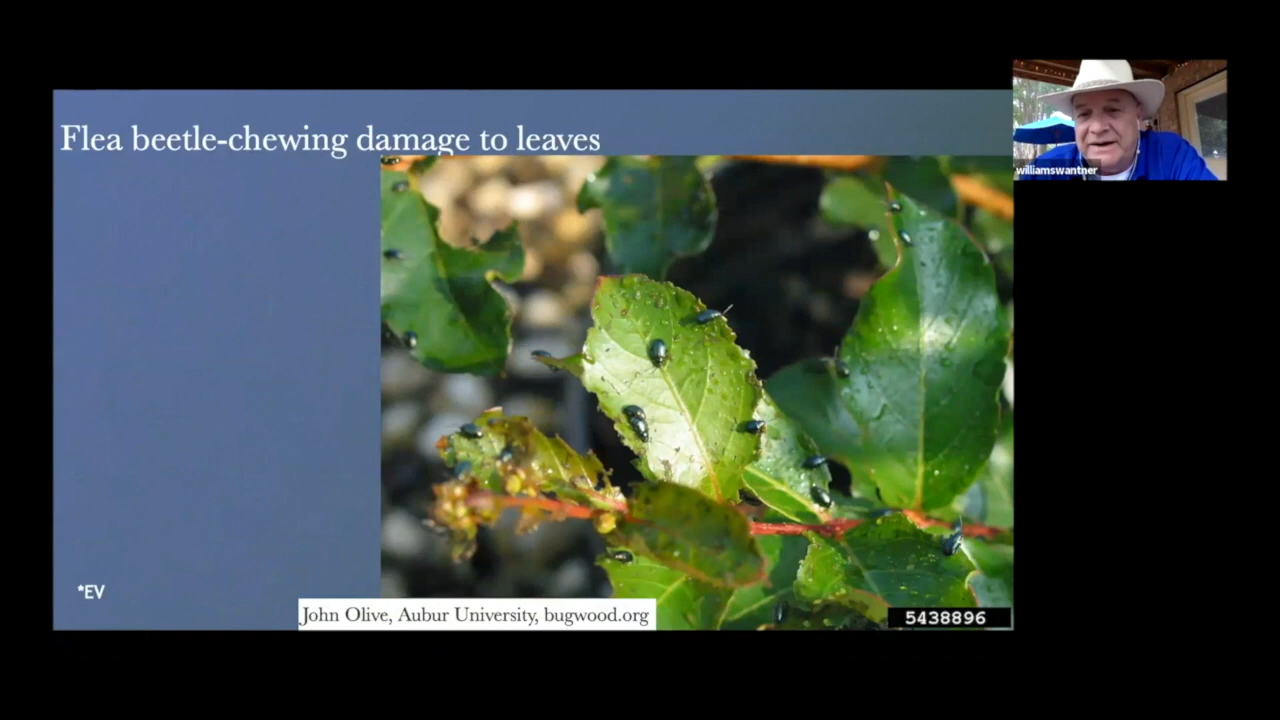 Flea beetle-chewing damage to leaves
williamswantner
*EV
John Olive, Aubur University, bugwood.org
5438896